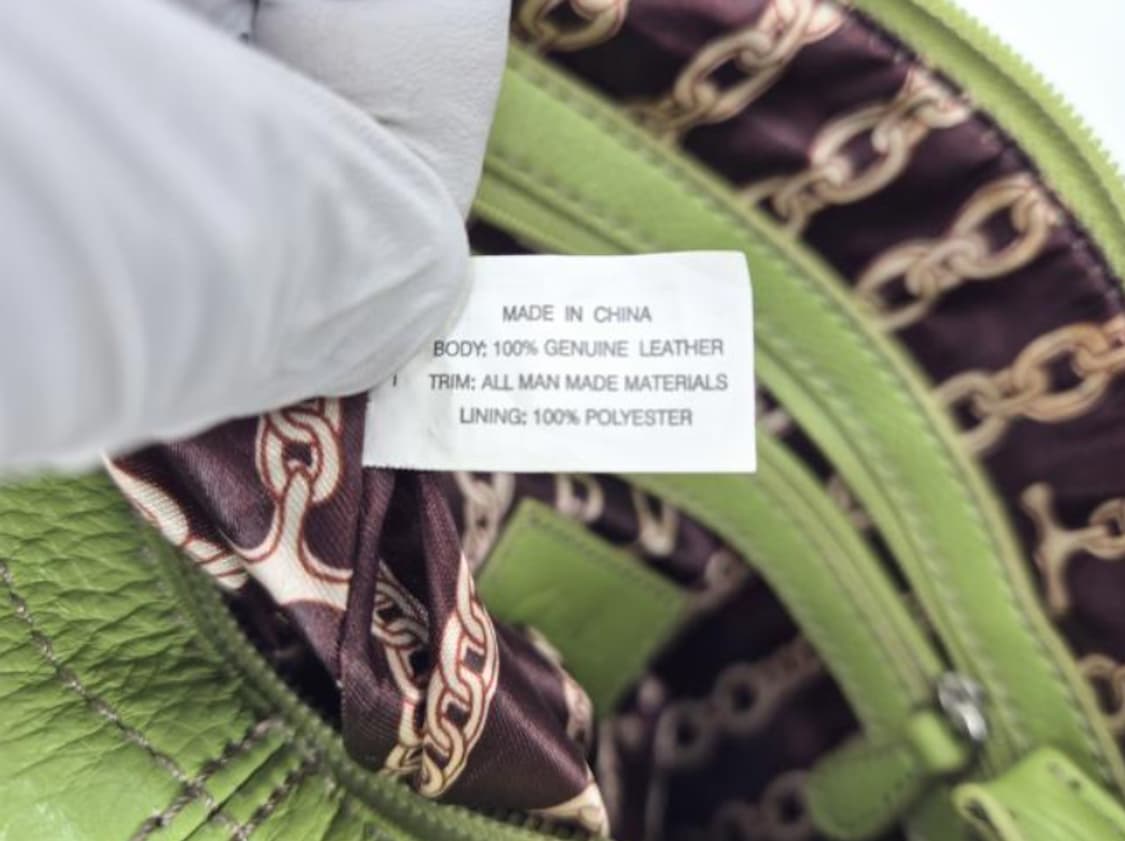 MADE IN CHINA
BODY: 100% GENUINE LEATHER
TRIM: ALL MAN MADE MATERIALS
LINING: 100% POLYESTER